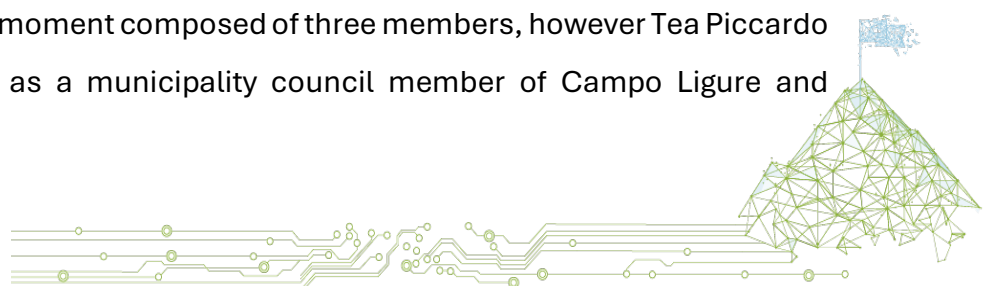 moment composed of three members, however Tea Piccardo
as a municipality council member of Campo Ligure and